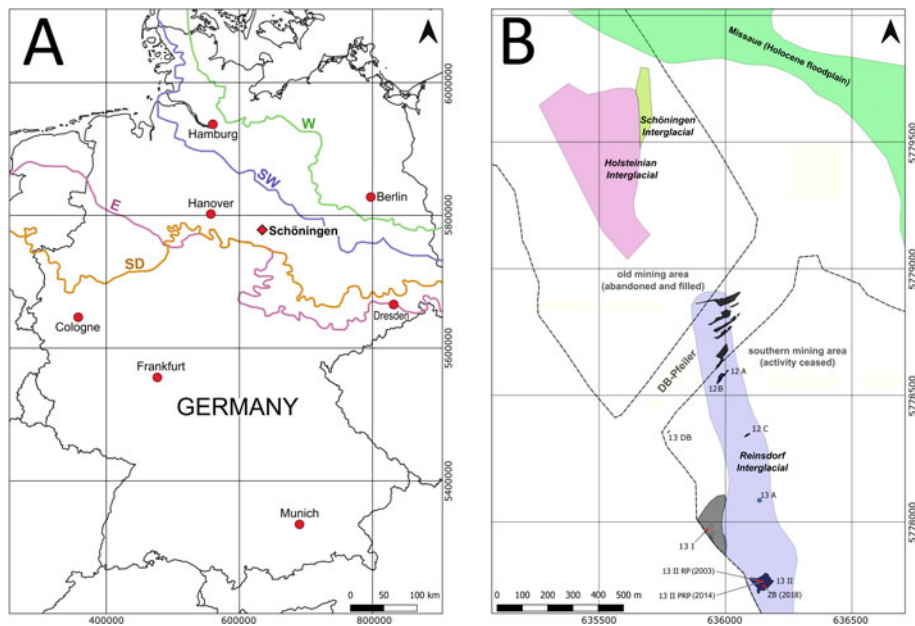 A
Hamburg
W
SW
Berlin
Hanover
E
Schöningen
SD
Cologne
Dresden
Frankfurt
GERMANY
Munich
0 50 100 km
400000 600000 800000
6000000
5800000
5600000
5400000
B
Missaue (Holocene floodplain)
Schöningen
Interglacial
Holsteinian
Interglacial
old mining area
(abandoned and filled)
southern mining area
(activity ceased)
DB-Pfeiler
12 A
12 B
12 C
13 DB
Reinsdorf
Interglacial
13 A
13 I
13 II RP (2003)
13 II
13 II PRP (2014)
ZB (2018)
0 100 200 300 400 500 m
635500 636000 636500
5779500
5779000
5778500
5778000